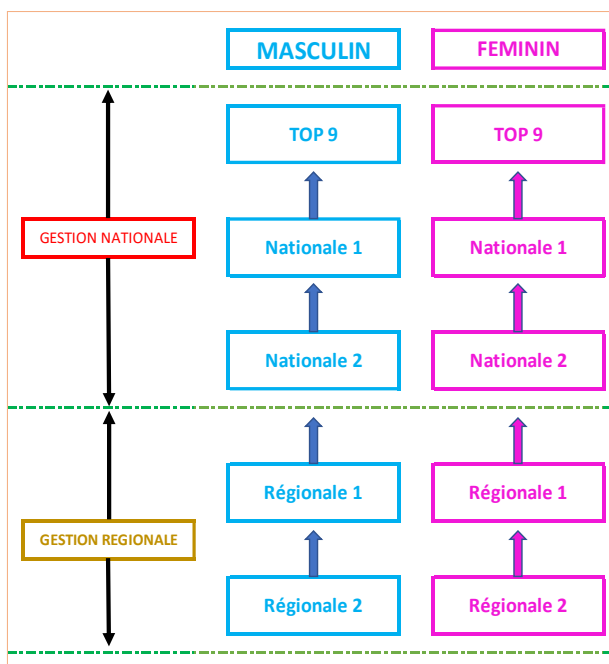 MASCULIN FEMININ
TOP 9 TOP 9
GESTION NATIONALE Nationale 1 Nationale 1
Nationale 2 Nationale 2
Régionale 1 Régionale 1
GESTION REGIONALE
Régionale 2 Régionale 2